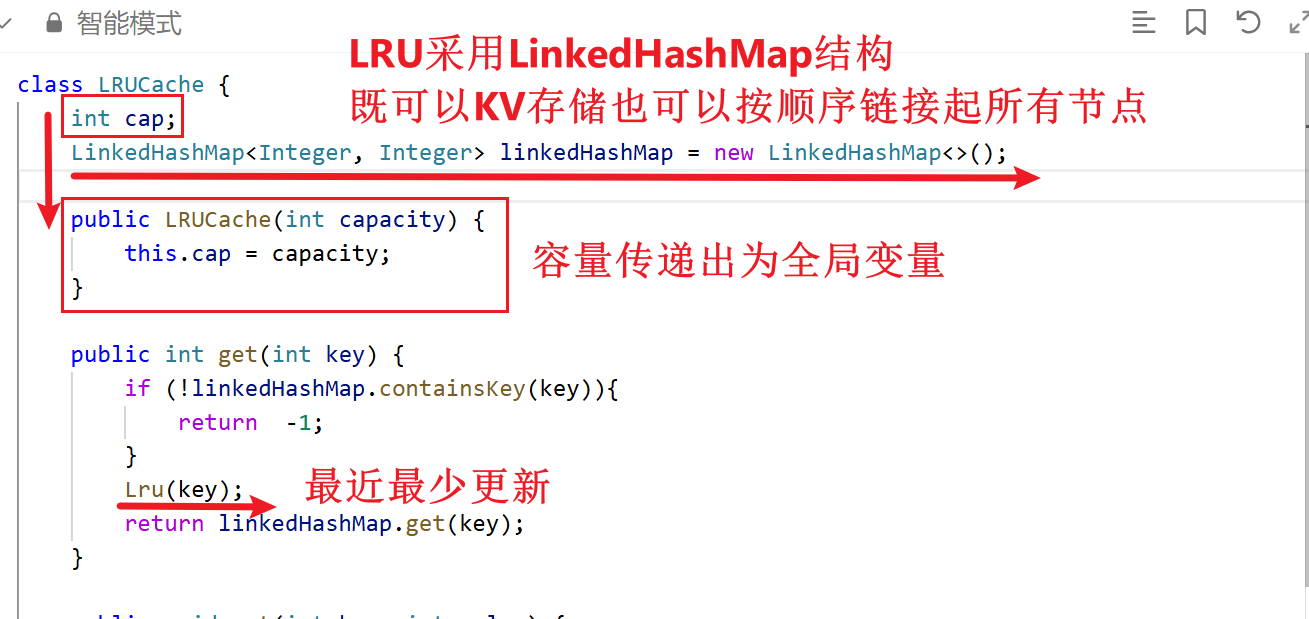 智能模式
LRU采用LinkedHashMap结构
既可以KV存储也可以按顺序链接起所有节点
class LRUCache {
int cap;
LinkedHashMap<Integer, Integer> linkedHashMap = new LinkedHashMap<>();
public LRUCache(int capacity) {
this.cap = capacity;
}
容量传递出为全局变量
public int get(int key) {
if (!linkedHashMap.containsKey(key)){
return  -1;
}
Lru(key);
最近最少更新
return linkedHashMap.get(key);
}